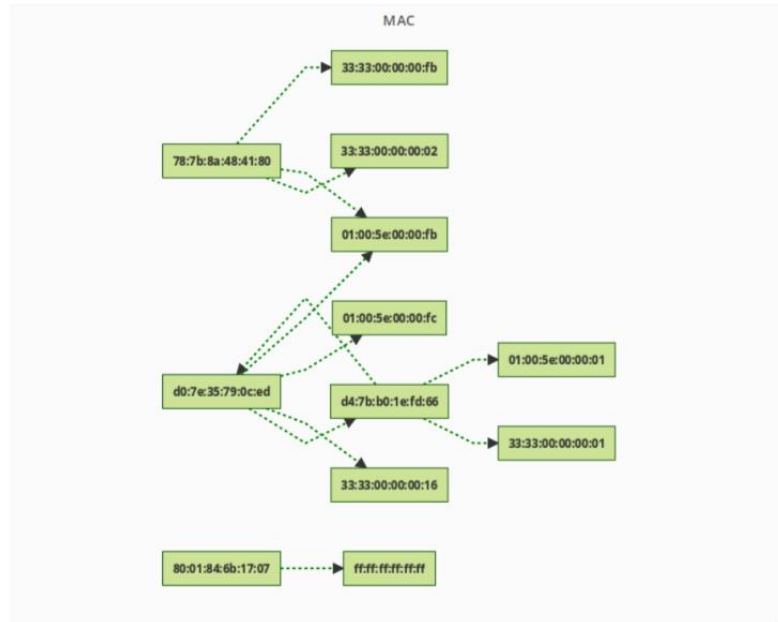 MAC
33:33:00:00:00:fb
78:7b:8a:48:41:80
33:33:00:00:00:02
01:00:5e:00:00:fb
01:00:5e:00:00:fc
01:00:5e:00:00:01
d0:7e:35:79:0c:ed
d4:7b:b0:1e:fd:66
33:33:00:00:00:01
33:33:00:00:00:16
80:01:84:6b:17:07
ff:ff:ff:ff:ff:ff